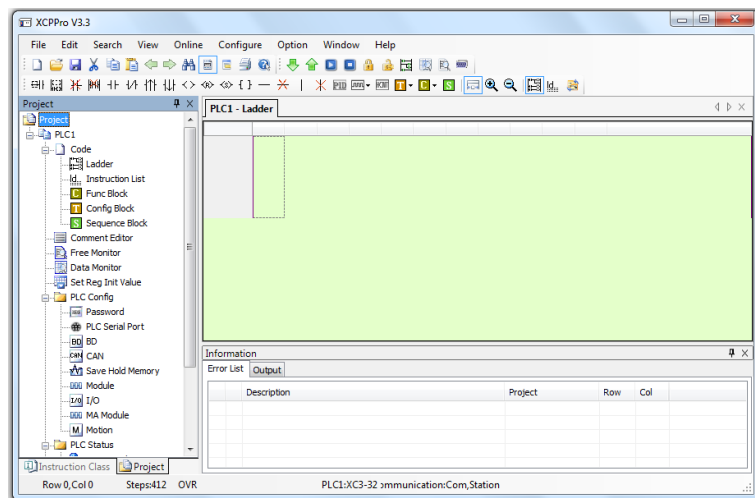 XCPPro V3.3
File Edit Search View Online Configure Option Window Help
Project
PLC1 - Ladder
Project
PLC1
Code
Ladder
Id.. Instruction List
C Func Block
T Config Block
S Sequence Block
Comment Editor
Free Monitor
Data Monitor
Set Reg Init Value
PLC Config
Password
PLC Serial Port
BD BD
CAN CAN
Save Hold Memory
Module
I/O I/O
MA Module
M Motion
PLC Status
Instruction Class Project
Information
Error List Output
Description Project Row Col
Row 0,Col 0 Steps:412 OVR PLC1:XC3-32 ommunication:Com,Station